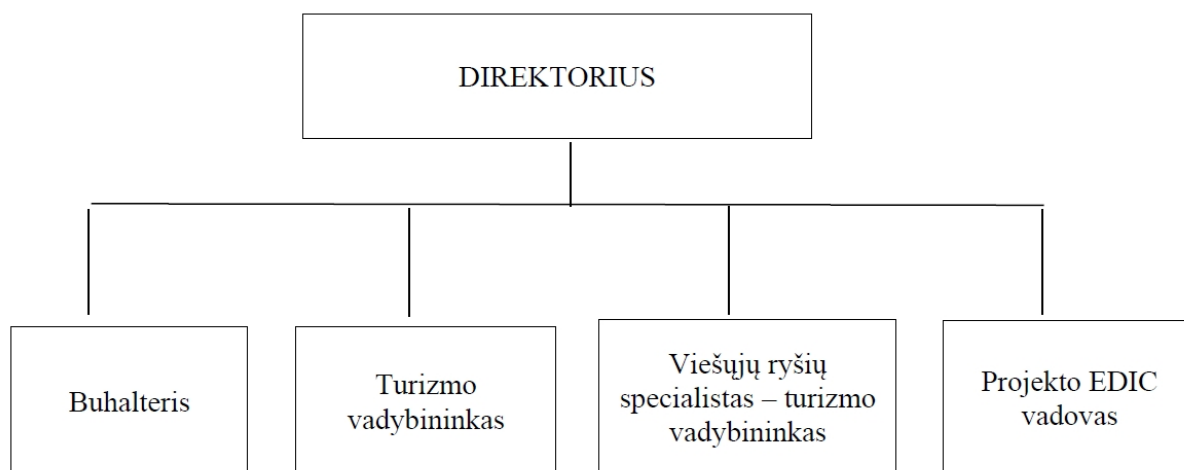 DIREKTORIUS
Buhalteris
Turizmo
vadybininkas
Viešųjų ryšių
specialistas – turizmo
vadybininkas
Projekto EDIC
vadovas